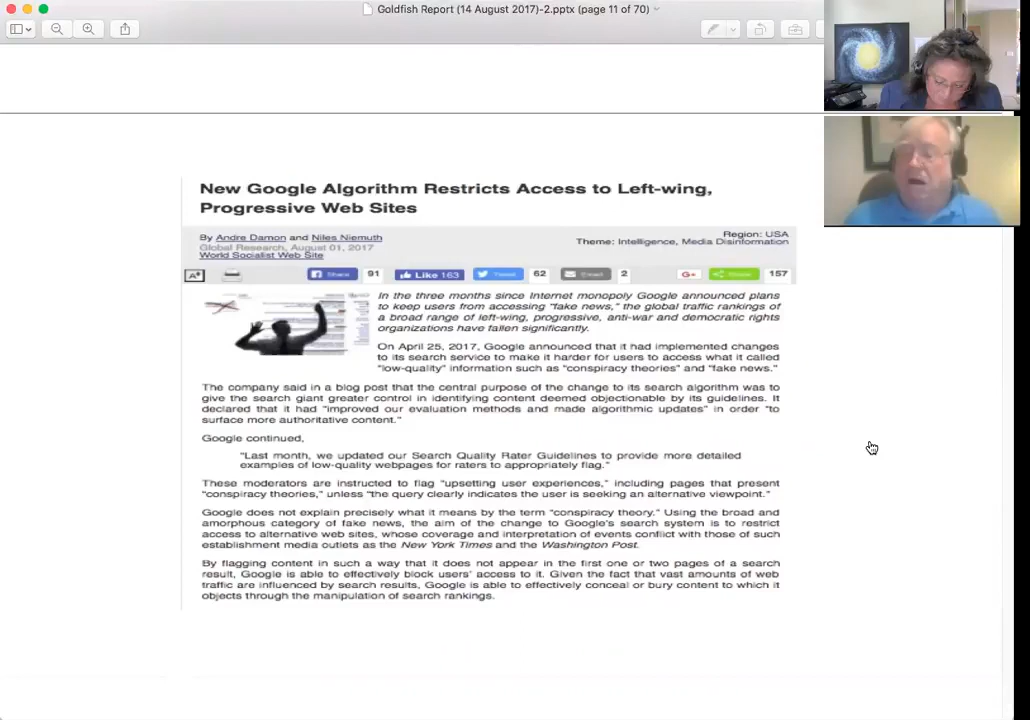 Goldfish Report (14 August 2017)-2.pptx (page 11 of 70)
New Google Algorithm Restricts Access to Left-wing,
Progressive Web Sites
By Andre Damon and Niles Niemuth
Global Research, August 01, 2017
World Socialist Web Site
Region: USA
Theme: Intelligence, Media Disinformation
Share 91 Like 163 Tweet 62 Email 2 G+ Share 157
In the three months since Internet monopoly Google announced plans
to keep users from accessing "fake news," the global traffic rankings of
a broad range of left-wing, progressive, anti-war and democratic rights
organizations have fallen significantly.
On April 25, 2017, Google announced that it had implemented changes
to its search service to make it harder for users to access what it called
"low-quality" information such as "conspiracy theories" and "fake news."
The company said in a blog post that the central purpose of the change to its search algorithm was to
give the search giant greater control in identifying content deemed objectionable by its guidelines. It
declared that it had "improved our evaluation methods and made algorithmic updates" in order "to
surface more authoritative content."
Google continued,
"Last month, we updated our Search Quality Rater Guidelines to provide more detailed
examples of low-quality webpages for raters to appropriately flag."
These moderators are instructed to flag "upsetting user experiences," including pages that present
"conspiracy theories," unless "the query clearly indicates the user is seeking an alternative viewpoint."
Google does not explain precisely what it means by the term "conspiracy theory." Using the broad and
amorphous category of fake news, the aim of the change to Google's search system is to restrict
access to alternative web sites, whose coverage and interpretation of events conflict with those of such
establishment media outlets as the New York Times and the Washington Post.
By flagging content in such a way that it does not appear in the first one or two pages of a search
result, Google is able to effectively block users' access to it. Given the fact that vast amounts of web
traffic are influenced by search results, Google is able to effectively conceal or bury content to which it
objects through the manipulation of search rankings.